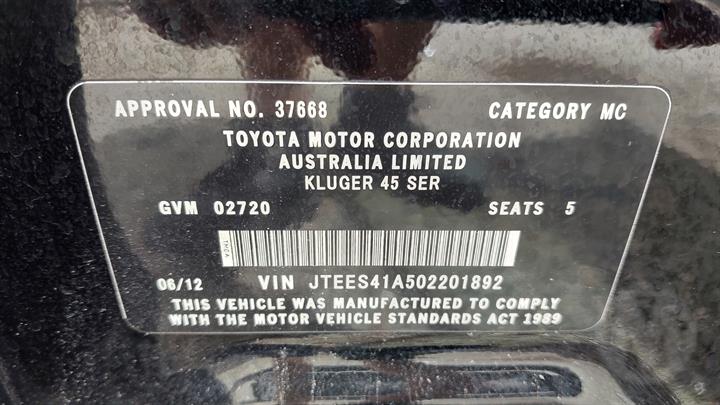 APPROVAL NO. 37668 CATEGORY MC
TOYOTA MOTOR CORPORATION
AUSTRALIA LIMITED
KLUGER 45 SER
GVM 02720 SEATS 5
TMCA
06/12 VIN JTEES41A502201892
THIS VEHICLE WAS MANUFACTURED TO COMPLY
WITH THE MOTOR VEHICLE STANDARDS ACT 1989